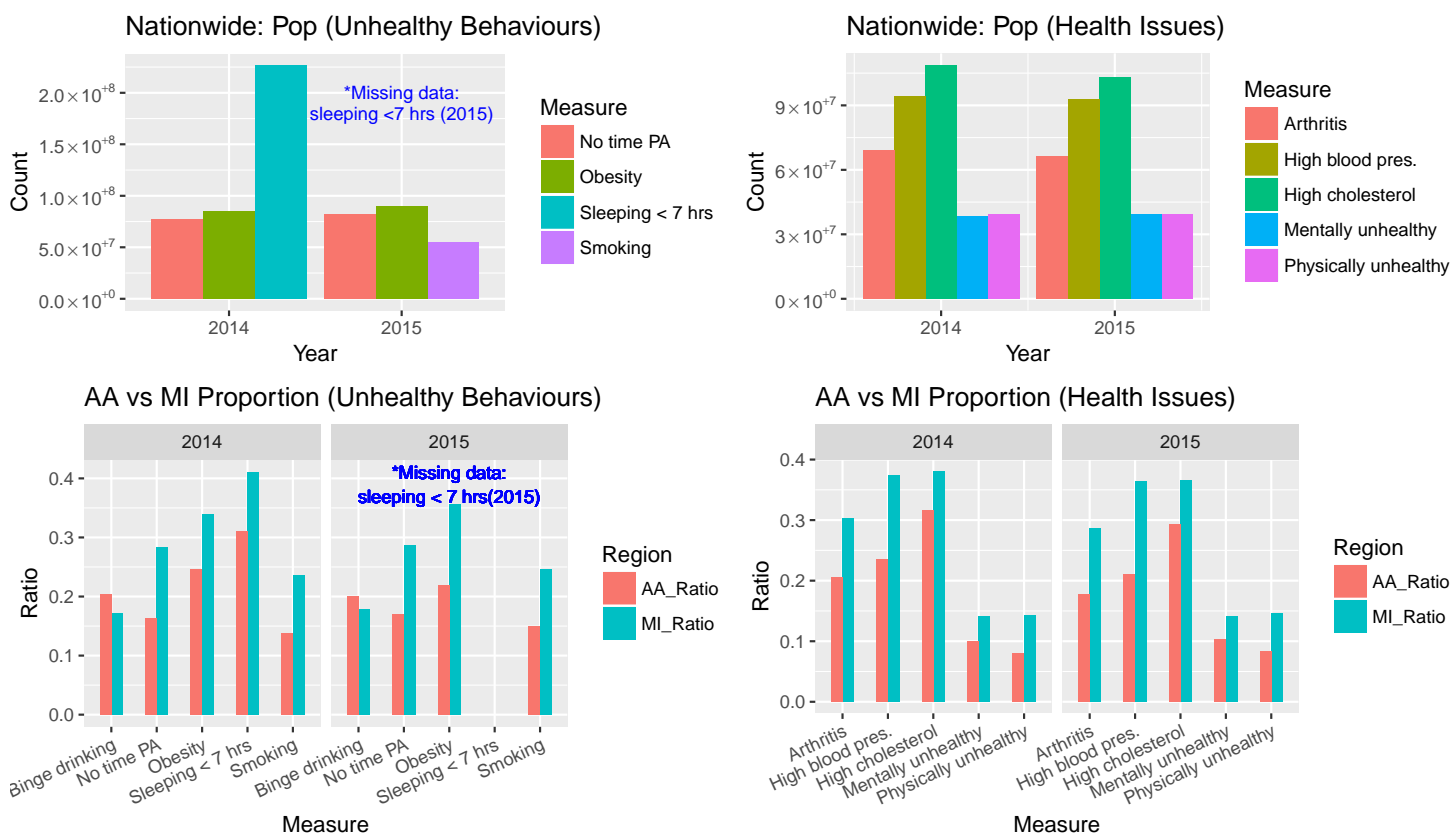 Nationwide: Pop (Unhealthy Behaviours)
2.0×10⁺⁸
1.5×10⁺⁸
1.0×10⁺⁸
5.0×10⁺⁷
0.0×10⁺⁰
Count
*Missing data:
sleeping <7 hrs (2015)
2014
2015
Year
Measure
No time PA
Obesity
Sleeping < 7 hrs
Smoking
Nationwide: Pop (Health Issues)
9×10⁺⁷
6×10⁺⁷
3×10⁺⁷
0×10⁺⁰
Count
2014
2015
Year
Measure
Arthritis
High blood pres.
High cholesterol
Mentally unhealthy
Physically unhealthy
AA vs MI Proportion (Unhealthy Behaviours)
2014
2015
*Missing data:
sleeping < 7 hrs(2015)
0.4
0.3
0.2
0.1
0.0
Ratio
Binge drinking
No time PA
Obesity
Sleeping < 7 hrs
Smoking
Binge drinking
No time PA
Obesity
Sleeping < 7 hrs
Smoking
Measure
Region
AA_Ratio
MI_Ratio
AA vs MI Proportion (Health Issues)
2014
2015
0.4
0.3
0.2
0.1
0.0
Ratio
Arthritis
High blood pres.
High cholesterol
Mentally unhealthy
Physically unhealthy
Arthritis
High blood pres.
High cholesterol
Mentally unhealthy
Physically unhealthy
Measure
Region
AA_Ratio
MI_Ratio